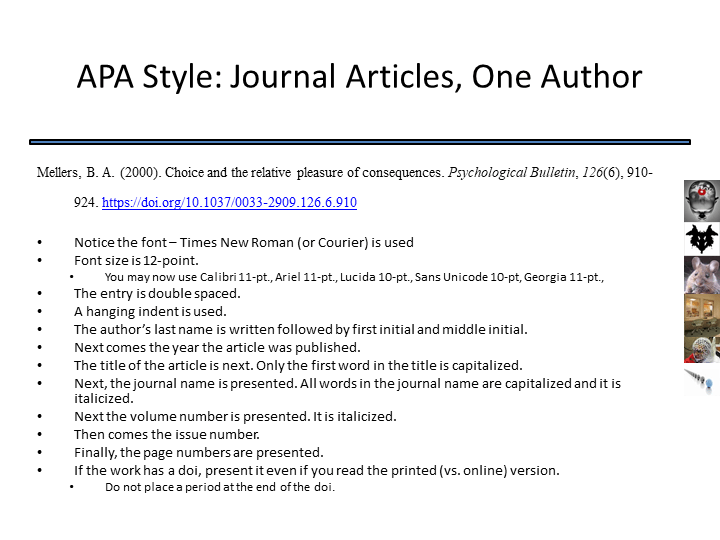 APA Style: Journal Articles, One Author
Mellers, B. A. (2000). Choice and the relative pleasure of consequences. Psychological Bulletin, 126(6), 910-
924. https://doi.org/10.1037/0033-2909.126.6.910
• Notice the font – Times New Roman (or Courier) is used
• Font size is 12-point.
• You may now use Calibri 11-pt., Ariel 11-pt., Lucida 10-pt., Sans Unicode 10-pt, Georgia 11-pt.,
• The entry is double spaced.
• A hanging indent is used.
• The author’s last name is written followed by first initial and middle initial.
• Next comes the year the article was published.
• The title of the article is next. Only the first word in the title is capitalized.
• Next, the journal name is presented. All words in the journal name are capitalized and it is
italicized.
• Next the volume number is presented. It is italicized.
• Then comes the issue number.
• Finally, the page numbers are presented.
• If the work has a doi, present it even if you read the printed (vs. online) version.
• Do not place a period at the end of the doi.